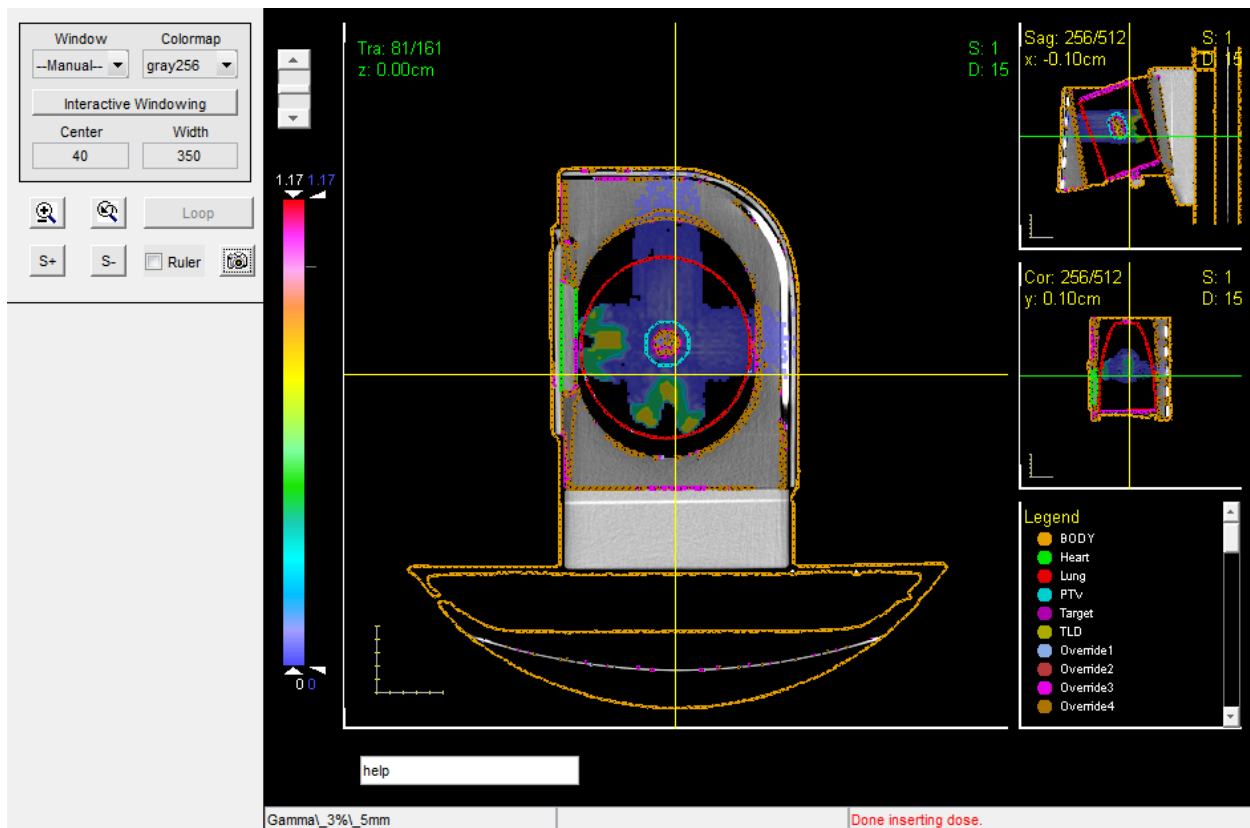 Window
Colormap
--Manual--
gray256
Interactive Windowing
Center
Width
40
350
Loop
S+
S-
Ruler
1.17 1.17
0 0
Tra: 81/161
z: 0.00cm
S: 1
D: 15
Sag: 256/512
x: -0.10cm
S: 1
D: 15
Cor: 256/512
y: 0.10cm
S: 1
D: 15
Legend
BODY
Heart
Lung
PTv
Target
TLD
Override1
Override2
Override3
Override4
help
Gamma\_3%\_5mm
Done inserting dose.